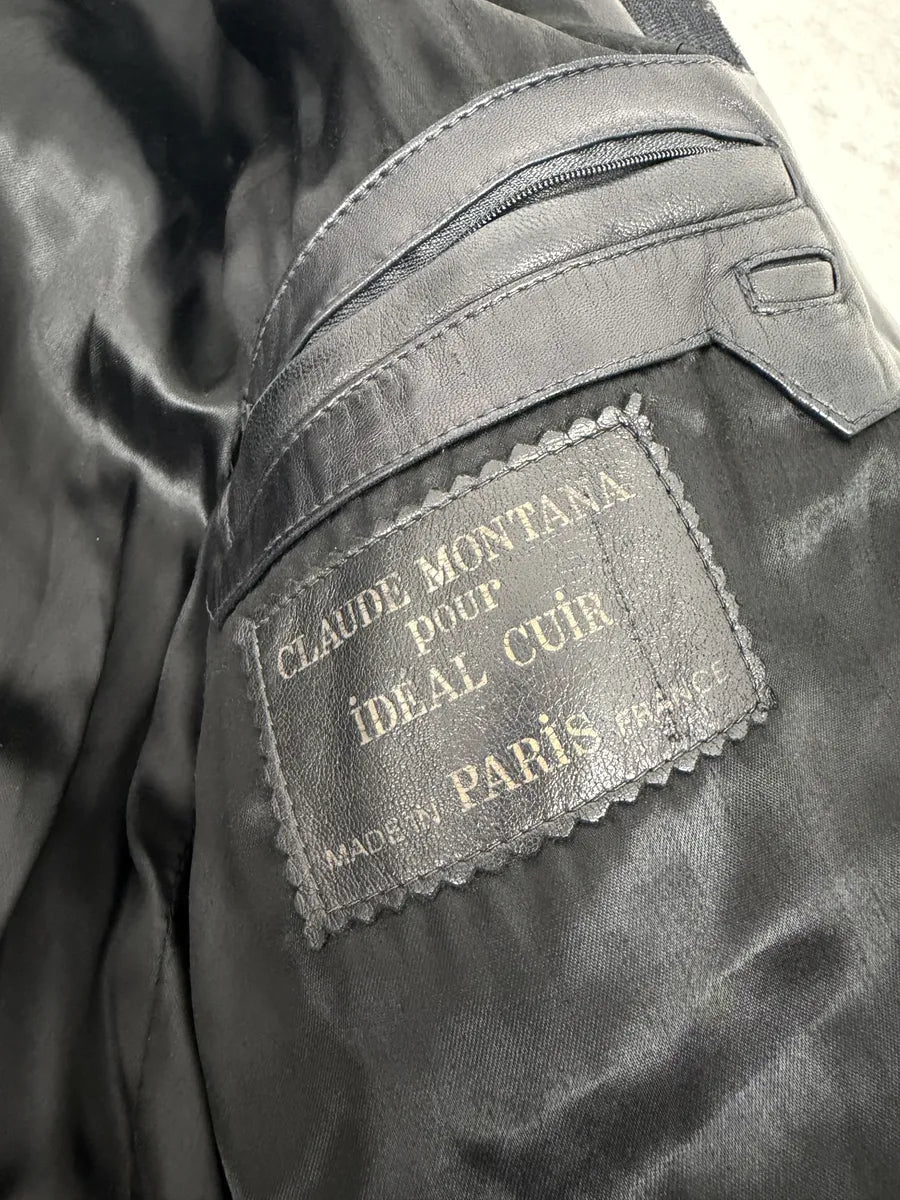 CLAUDE MONTANA
pour
iDEAL CUiR
MADE IN PARiS FRANCE